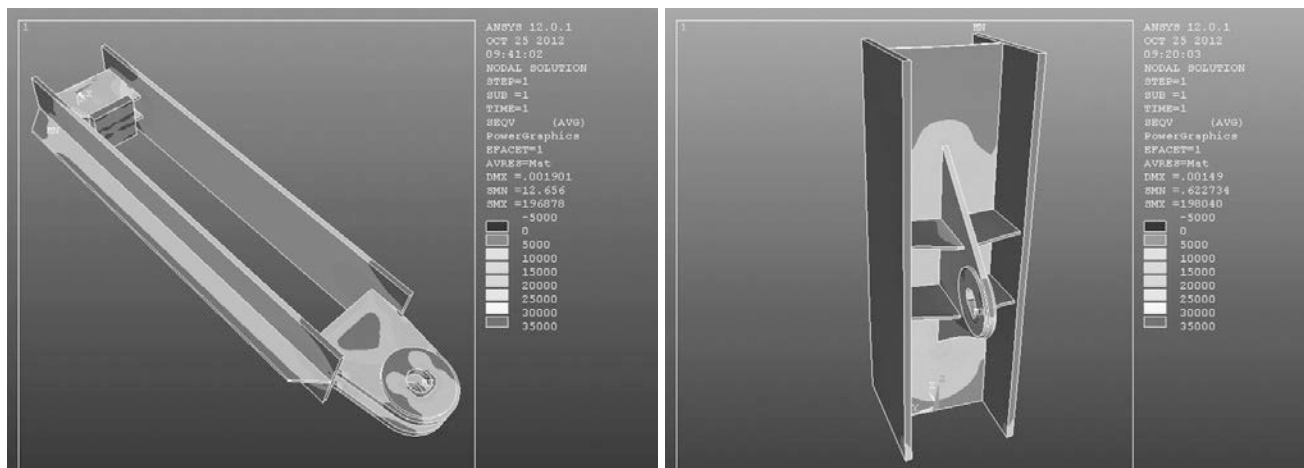 1
ANSYS 12.0.1
OCT 25 2012
09:41:02
NODAL SOLUTION
STEP=1
SUB =1
TIME=1
SEQV (AVG)
PowerGraphics
EFACET=1
AVRES=Mat
DMX =.001901
SMN =12.656
SMX =196878
-5000
0
5000
10000
15000
20000
25000
30000
35000
MN
1
ANSYS 12.0.1
OCT 25 2012
09:20:03
NODAL SOLUTION
STEP=1
SUB =1
TIME=1
SEQV (AVG)
PowerGraphics
EFACET=1
AVRES=Mat
DMX =.00149
SMN =.622734
SMX =198040
-5000
0
5000
10000
15000
20000
25000
30000
35000
MN